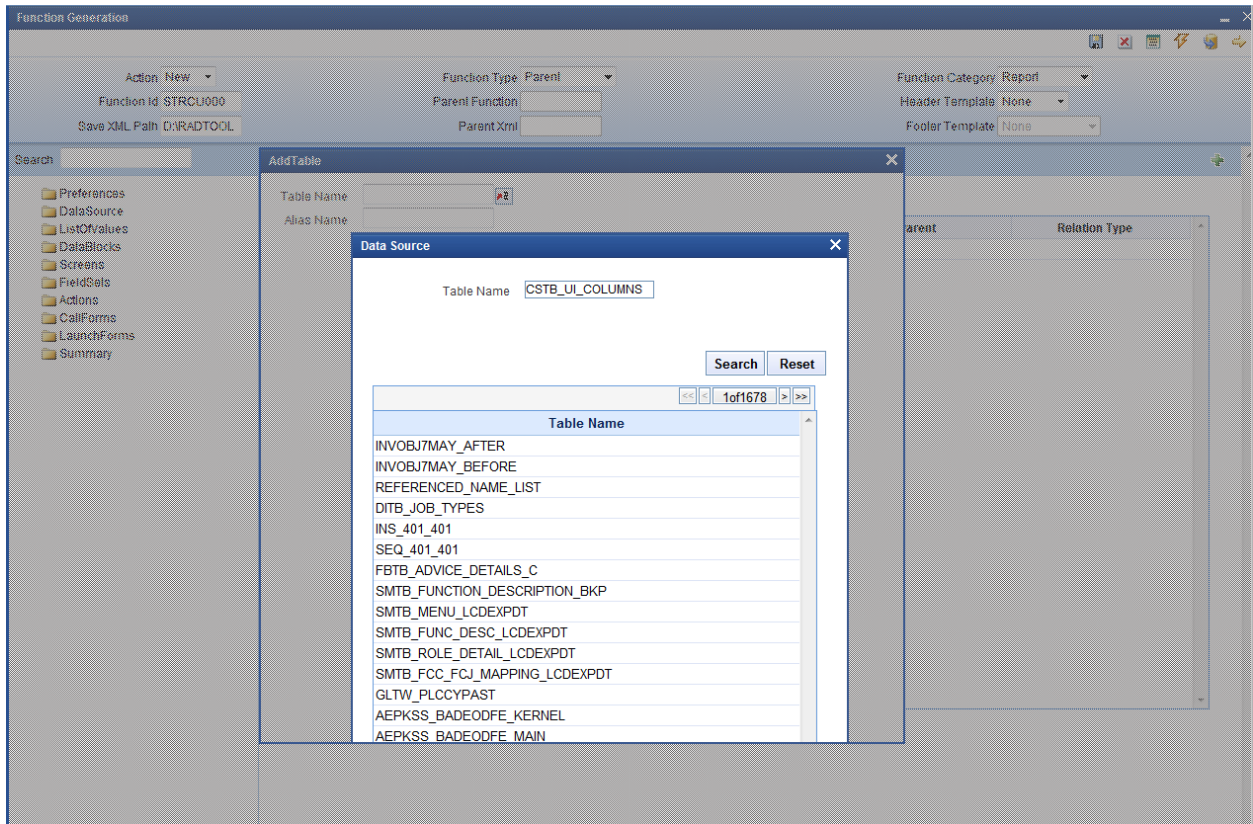 Function Generation
Action New Function Type Parent Function Category Report
Function Id STRCU000 Parent Function Header Template None
Save XML Path D:\RADTOOL Parent Xml Footer Template None
Search
AddTable
Preferences
DataSource
ListOfValues
DataBlocks
Screens
FieldSets
Actions
CallForms
LaunchForms
Summary
Table Name
Alias Name
arent Relation Type
Data Source
Table Name CSTB_UI_COLUMNS
Search Reset
<< < 1of1678 > >>
Table Name
INVOBJ7MAY_AFTER
INVOBJ7MAY_BEFORE
REFERENCED_NAME_LIST
DITB_JOB_TYPES
INS_401_401
SEQ_401_401
FBTB_ADVICE_DETAILS_C
SMTB_FUNCTION_DESCRIPTION_BKP
SMTB_MENU_LCDEXPDT
SMTB_FUNC_DESC_LCDEXPDT
SMTB_ROLE_DETAIL_LCDEXPDT
SMTB_FCC_FCJ_MAPPING_LCDEXPDT
GLTW_PLCCYPAST
AEPKSS_BADEODFE_KERNEL
AEPKSS_BADEODFE_MAIN